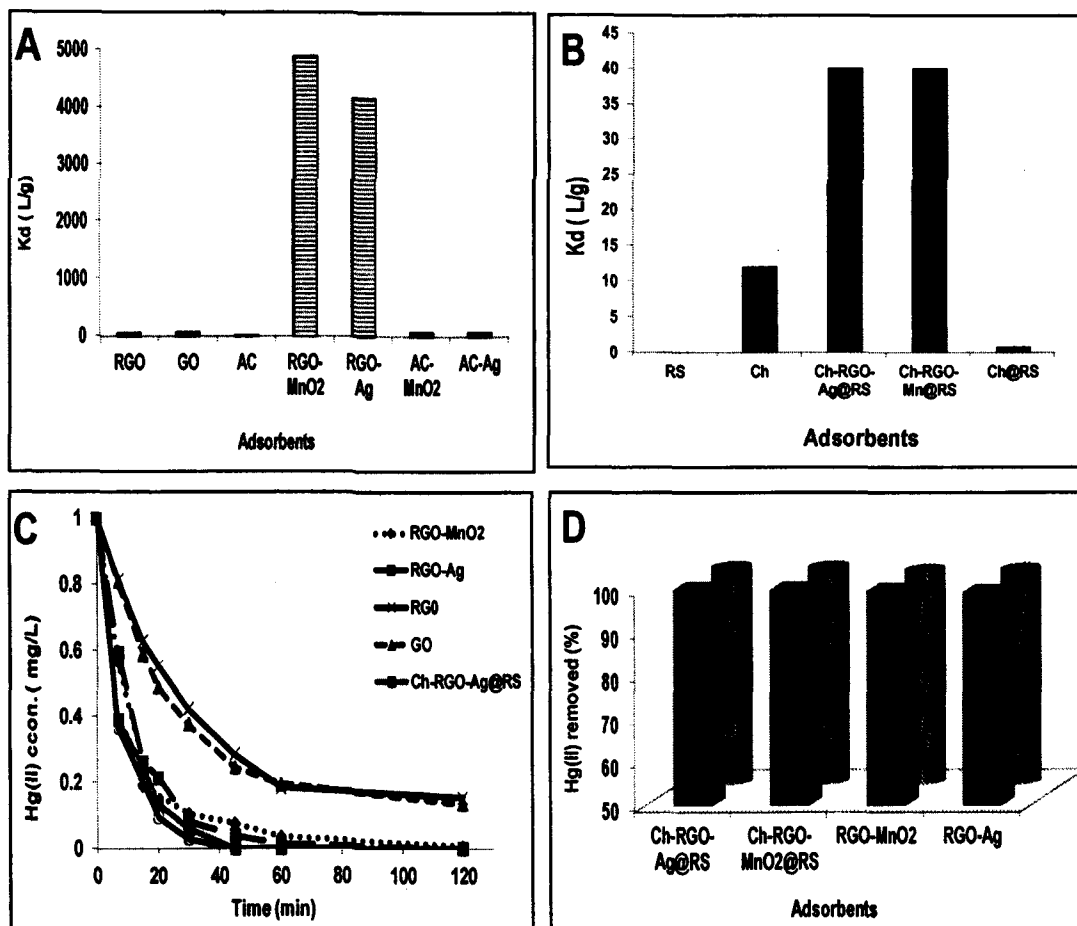 A
5000
4000
3000
2000
1000
0
Kd ( L/g)
RGO
GO
AC
RGO-
MnO2
RGO-
Ag
AC-
MnO2
AC-Ag
Adsorbents
B
45
40
35
30
25
20
15
10
5
0
Kd ( L/g)
RS
Ch
Ch-RGO-
Ag@RS
Ch-RGO-
Mn@RS
Ch@RS
Adsorbents
C
1
0.8
0.6
0.4
0.2
0
Hg(II) ccon. ( mg/L)
RGO-MnO2
RGO-Ag
RG0
GO
Ch-RGO-Ag@RS
0
20
40
60
80
100
120
Time (min)
D
100
90
80
70
60
50
Hg(II) removed (%)
Ch-RGO-
Ag@RS
Ch-RGO-
MnO2@RS
RGO-MnO2
RGO-Ag
Adsorbents